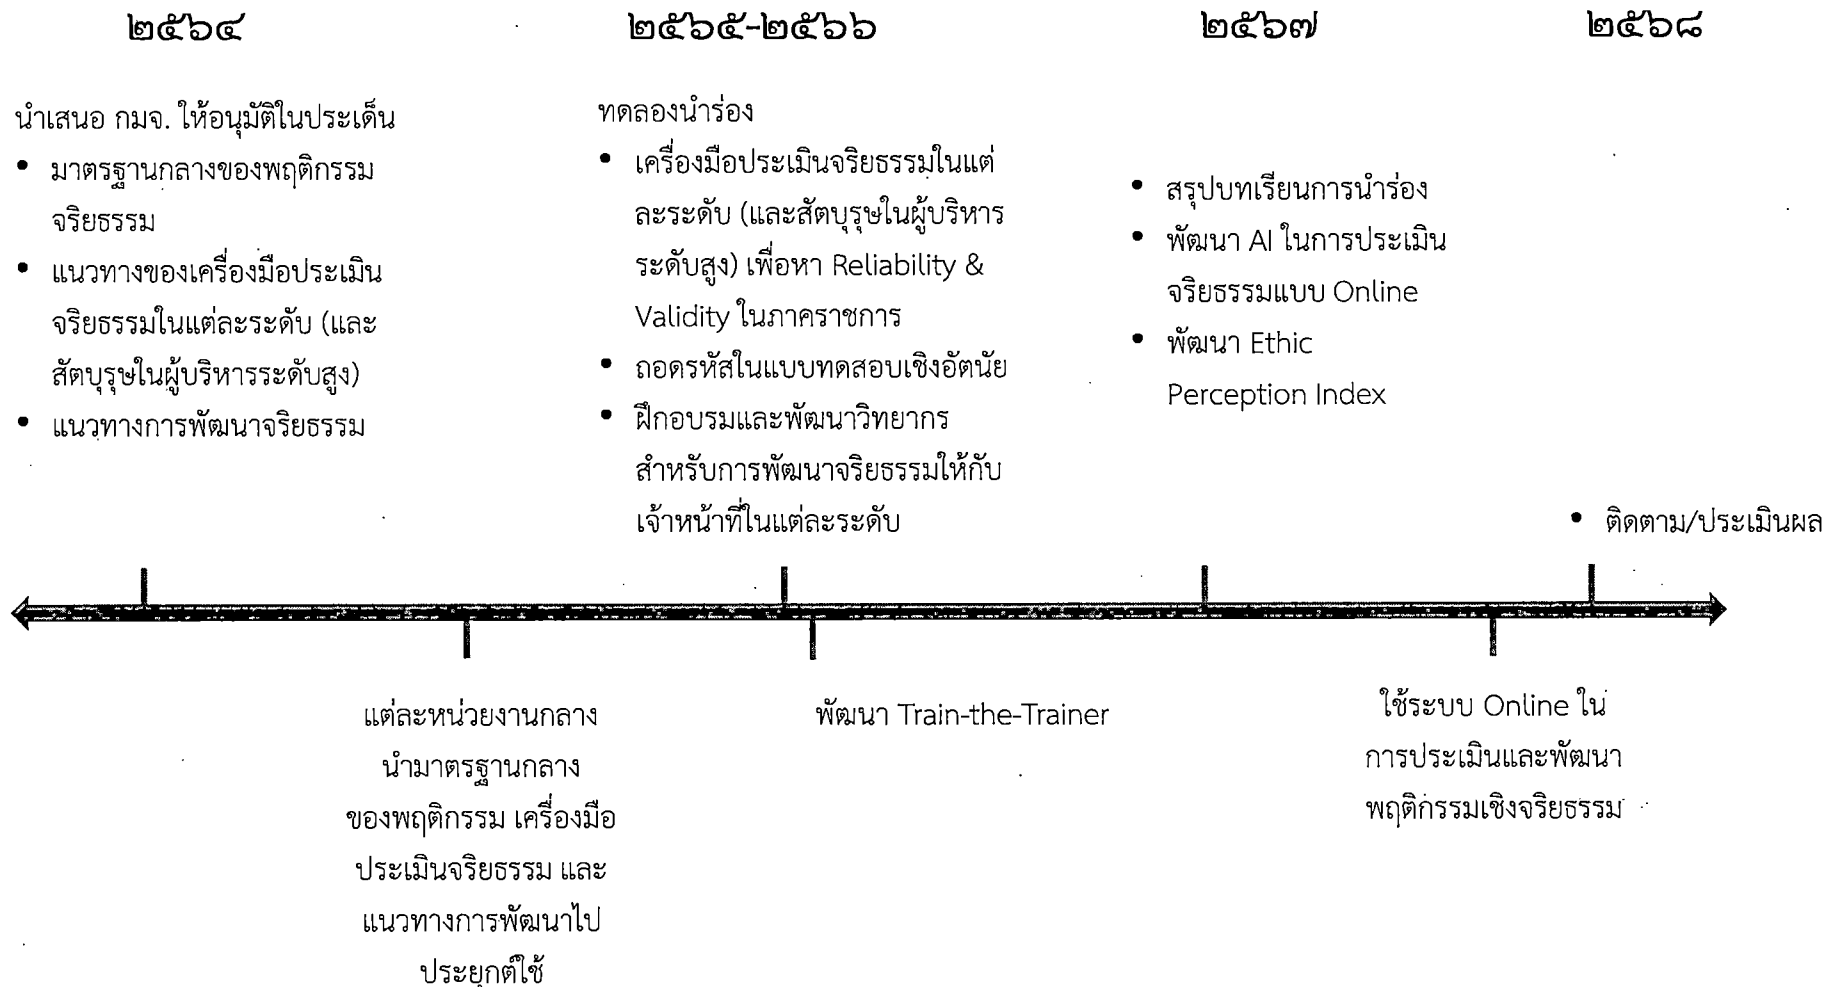 ๒๕๖๔
นำเสนอ กมจ. ให้อนุมัติในประเด็น
• มาตรฐานกลางของพฤติกรรม
จริยธรรม
• แนวทางของเครื่องมือประเมิน
จริยธรรมในแต่ละระดับ (และ
สัตบุรุษในผู้บริหารระดับสูง)
• แนวทางการพัฒนาจริยธรรม
๒๕๖๕-๒๕๖๖
ทดลองนำร่อง
• เครื่องมือประเมินจริยธรรมในแต่
ละระดับ (และสัตบุรุษในผู้บริหาร
ระดับสูง) เพื่อหา Reliability &
Validity ในภาคราชการ
• ถอดรหัสในแบบทดสอบเชิงอัตนัย
• ฝึกอบรมและพัฒนาวิทยากร
สำหรับการพัฒนาจริยธรรมให้กับ
เจ้าหน้าที่ในแต่ละระดับ
๒๕๖๗
• สรุปบทเรียนการนำร่อง
• พัฒนา AI ในการประเมิน
จริยธรรมแบบ Online
• พัฒนา Ethic
Perception Index
๒๕๖๘
• ติดตาม/ประเมินผล
แต่ละหน่วยงานกลาง
นำมาตรฐานกลาง
ของพฤติกรรม เครื่องมือ
ประเมินจริยธรรม และ
แนวทางการพัฒนาไป
ประยุกต์ใช้
พัฒนา Train-the-Trainer
ใช้ระบบ Online ใน
การประเมินและพัฒนา
พฤติกรรมเชิงจริยธรรม